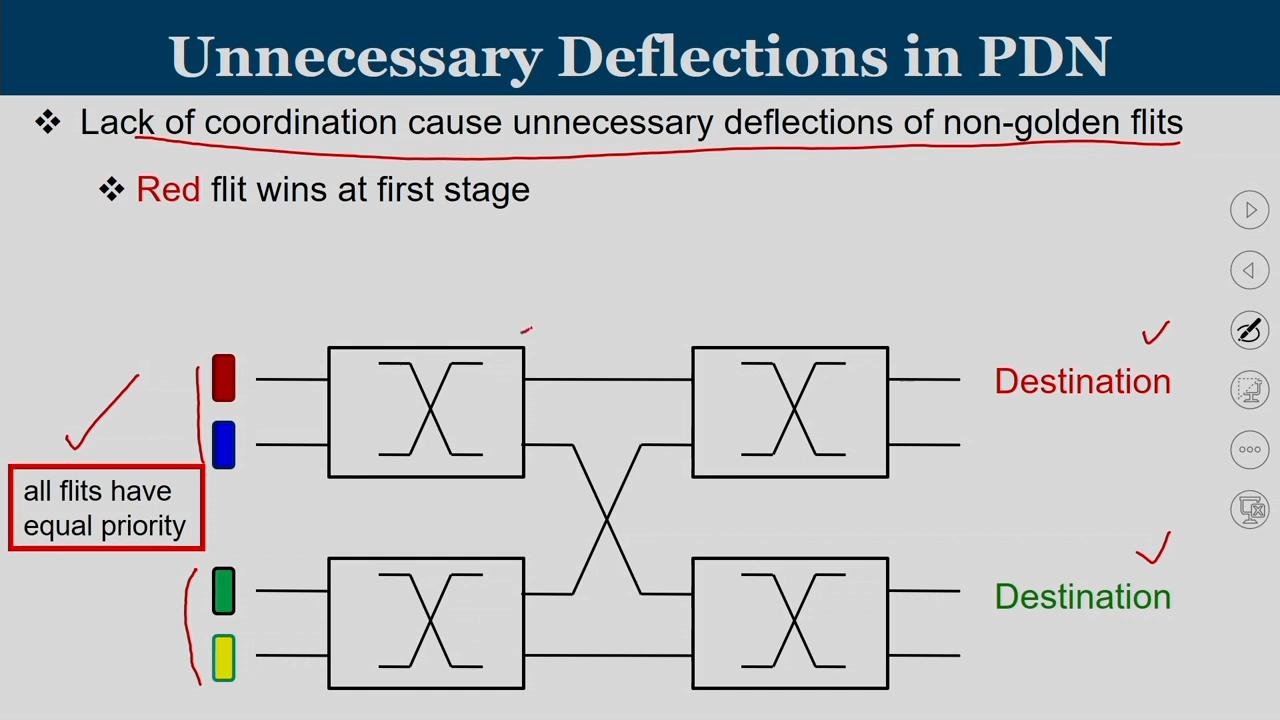 Unnecessary Deflections in PDN
❖ Lack of coordination cause unnecessary deflections of non-golden flits
❖ Red flit wins at first stage
Destination
all flits have
equal priority
Destination